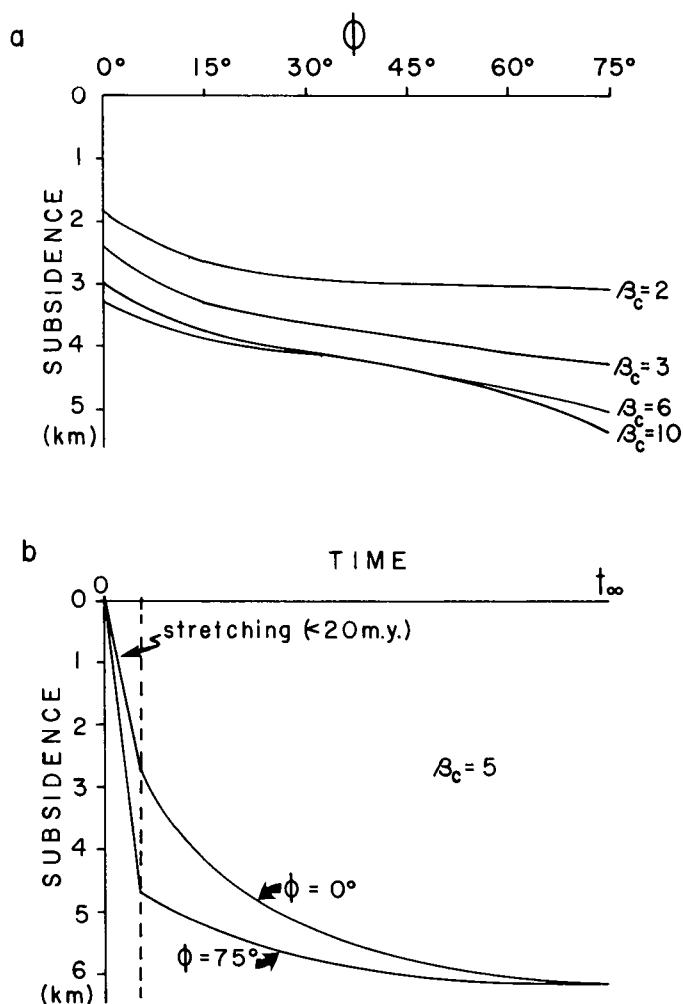 a
ϕ
0° 15° 30° 45° 60° 75°
0
1
2
3
4
5
(km)
SUBSIDENCE
βc=2
βc=3
βc=6
βc=10
b
TIME
0 t∞
0
1
2
3
4
5
6
(km)
SUBSIDENCE
stretching (<20m.y.)
βc=5
ϕ=0°
ϕ=75°